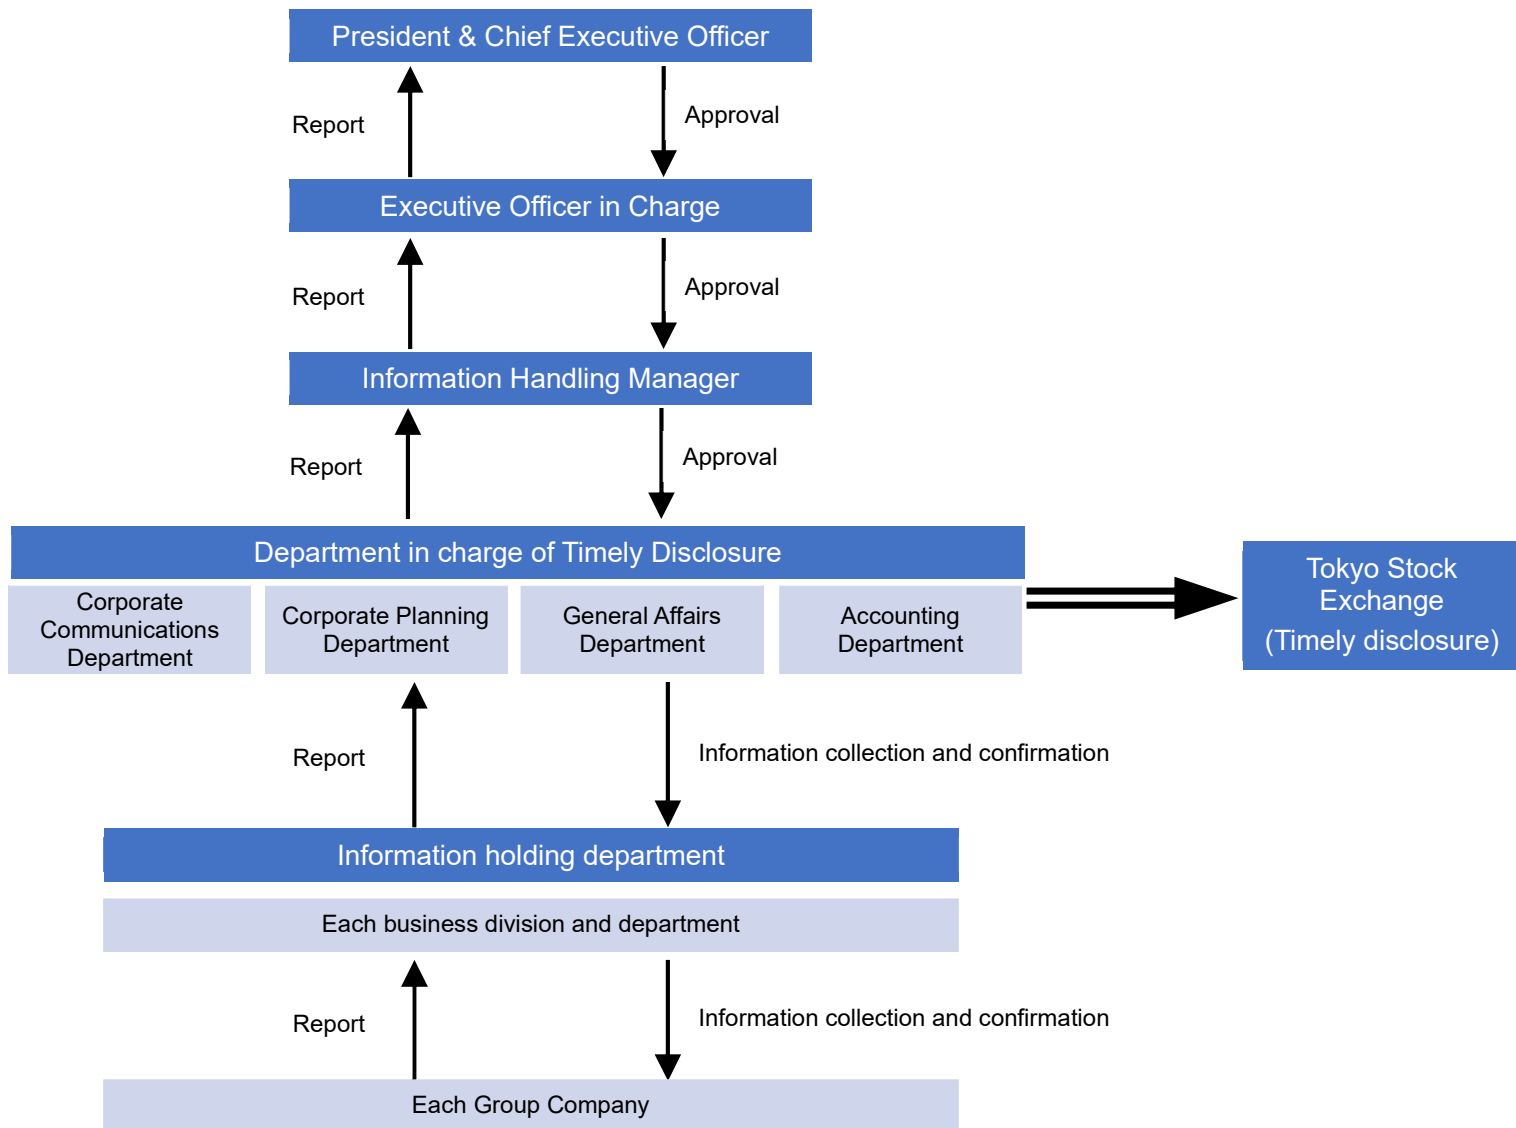 President & Chief Executive Officer
Report
Approval
Executive Officer in Charge
Report
Approval
Information Handling Manager
Report
Approval
Department in charge of Timely Disclosure
Corporate
Communications
Department
Corporate Planning
Department
General Affairs
Department
Accounting
Department
Tokyo Stock
Exchange
(Timely disclosure)
Report
Information collection and confirmation
Information holding department
Each business division and department
Report
Information collection and confirmation
Each Group Company